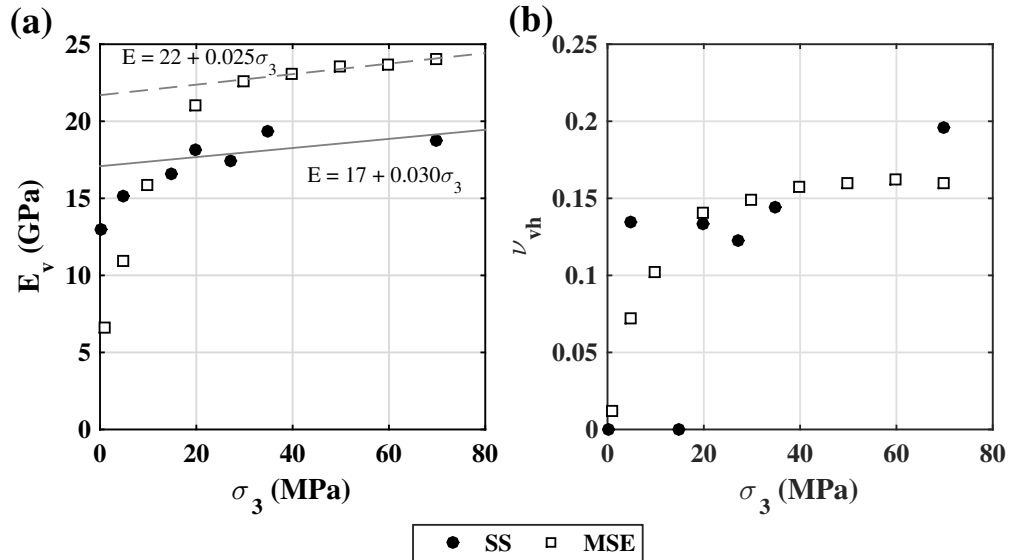 (a)
(b)
25
20
15
10
5
0
E = 22 + 0.025σ3
E = 17 + 0.030σ3
Ev (GPa)
0 20 40 60 80
σ3 (MPa)
0.25
0.2
0.15
0.1
0.05
0
νvh
0 20 40 60 80
σ3 (MPa)
SS MSE